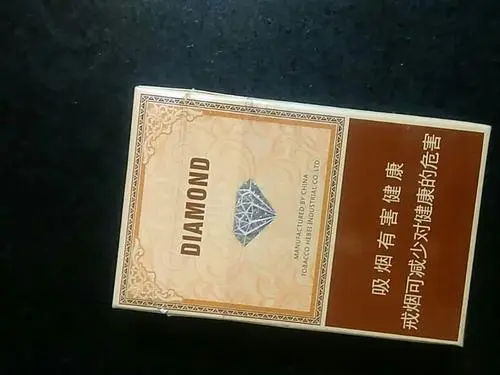 DIAMOND
MANUFACTURED BY CHINA
TOBACCO HEBEI INDUSTRIAL CO.,LTD
吸烟有害健康
戒烟可减少对健康的危害